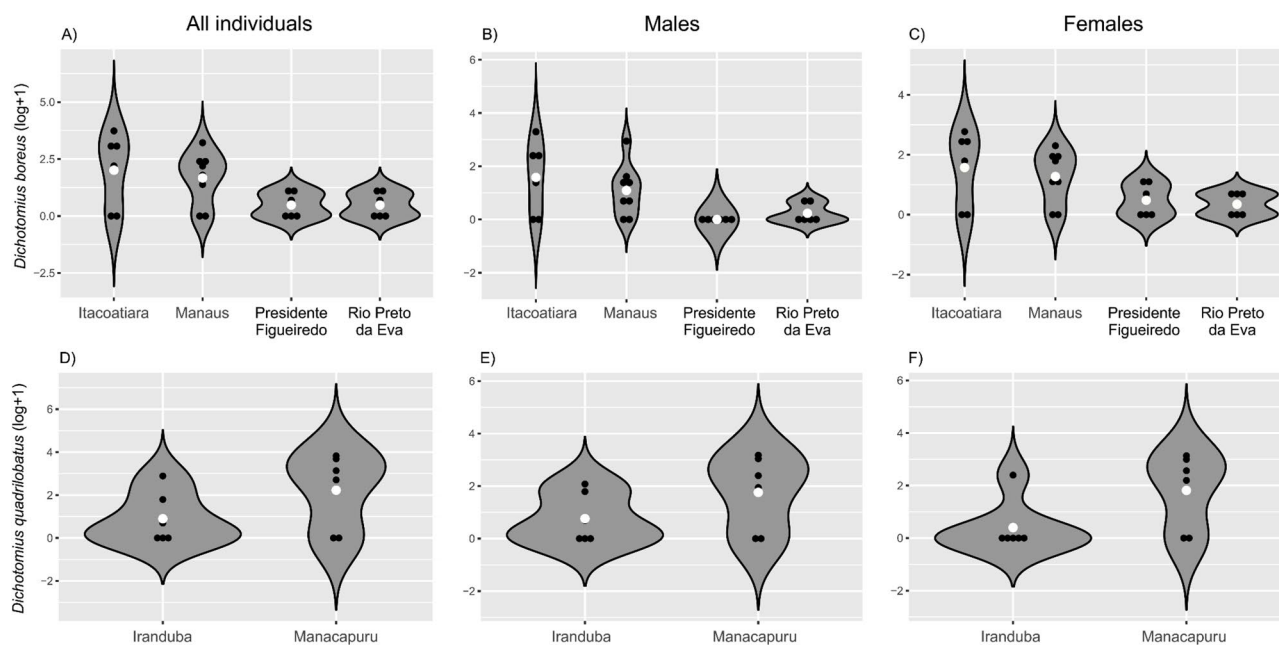 All individuals
Males
Females
A)
B)
C)
Dichotomius boreus (log+1)
5.0
2.5
0.0
−2.5
6
4
2
0
−2
4
2
0
−2
Itacoatiara
Manaus
Presidente
Figueiredo
Rio Preto
da Eva
Itacoatiara
Manaus
Presidente
Figueiredo
Rio Preto
da Eva
Itacoatiara
Manaus
Presidente
Figueiredo
Rio Preto
da Eva
D)
E)
F)
Dichotomius quadrilobatus (log+1)
6
4
2
0
−2
6
4
2
0
−2
6
4
2
0
−2
Iranduba
Manacapuru
Iranduba
Manacapuru
Iranduba
Manacapuru